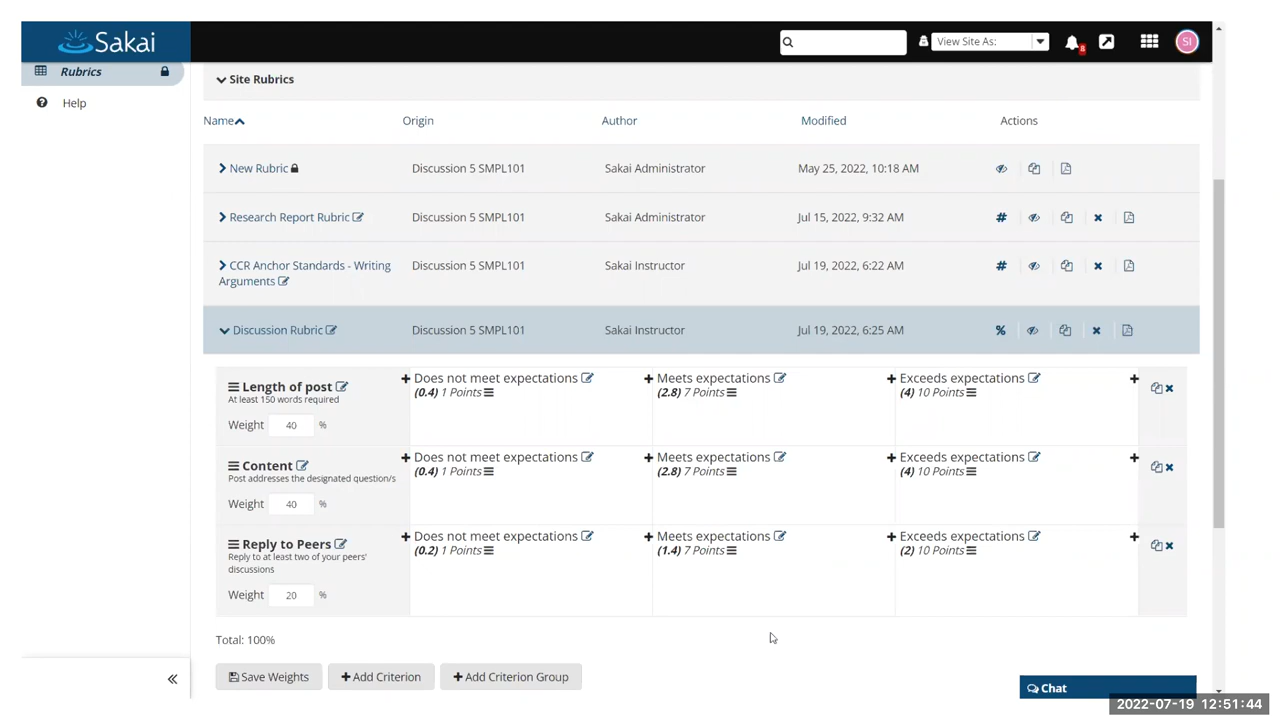 Sakai
View Site As:
8
SI
Rubrics
Help
Site Rubrics
Name
Origin
Author
Modified
Actions
New Rubric
Discussion 5 SMPL101
Sakai Administrator
May 25, 2022, 10:18 AM
Research Report Rubric
Discussion 5 SMPL101
Sakai Administrator
Jul 15, 2022, 9:32 AM
#
CCR Anchor Standards - Writing
Arguments
Discussion 5 SMPL101
Sakai Instructor
Jul 19, 2022, 6:22 AM
#
Discussion Rubric
Discussion 5 SMPL101
Sakai Instructor
Jul 19, 2022, 6:25 AM
%
Length of post
At least 150 words required
Weight 40 %
Does not meet expectations
(0.4) 1 Points
Meets expectations
(2.8) 7 Points
Exceeds expectations
(4) 10 Points
Content
Post addresses the designated question/s
Weight 40 %
Does not meet expectations
(0.4) 1 Points
Meets expectations
(2.8) 7 Points
Exceeds expectations
(4) 10 Points
Reply to Peers
Reply to at least two of your peers'
discussions
Weight 20 %
Does not meet expectations
(0.2) 1 Points
Meets expectations
(1.4) 7 Points
Exceeds expectations
(2) 10 Points
Total: 100%
Save Weights
Add Criterion
Add Criterion Group
Chat
2022-07-19 12:51:44